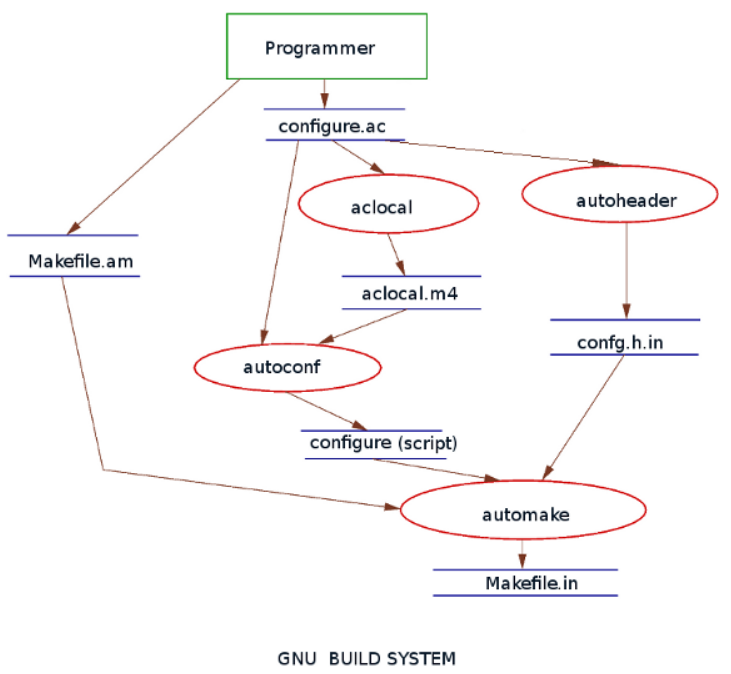 Programmer
configure.ac
aclocal
autoheader
Makefile.am
aclocal.m4
confg.h.in
autoconf
configure (script)
automake
Makefile.in
GNU BUILD SYSTEM